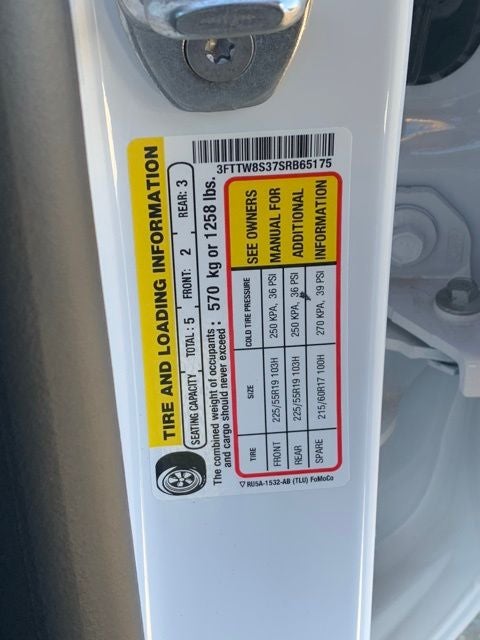 3FTTW8S37SRB65175
TIRE AND LOADING INFORMATION
SEATING CAPACITY TOTAL: 5 FRONT: 2 REAR: 3
The combined weight of occupants
and cargo should never exceed: 570 kg or 1258 lbs.
TIRE SIZE COLD TIRE PRESSURE SEE OWNERS
FRONT 225/55R19 103H 250 KPA, 36 PSI MANUAL FOR
REAR 225/55R19 103H 250 KPA, 36 PSI ADDITIONAL
SPARE 215/60R17 100H 270 KPA, 39 PSI INFORMATION
▽ RU5A-1532-AB (TLU) FoMoCo